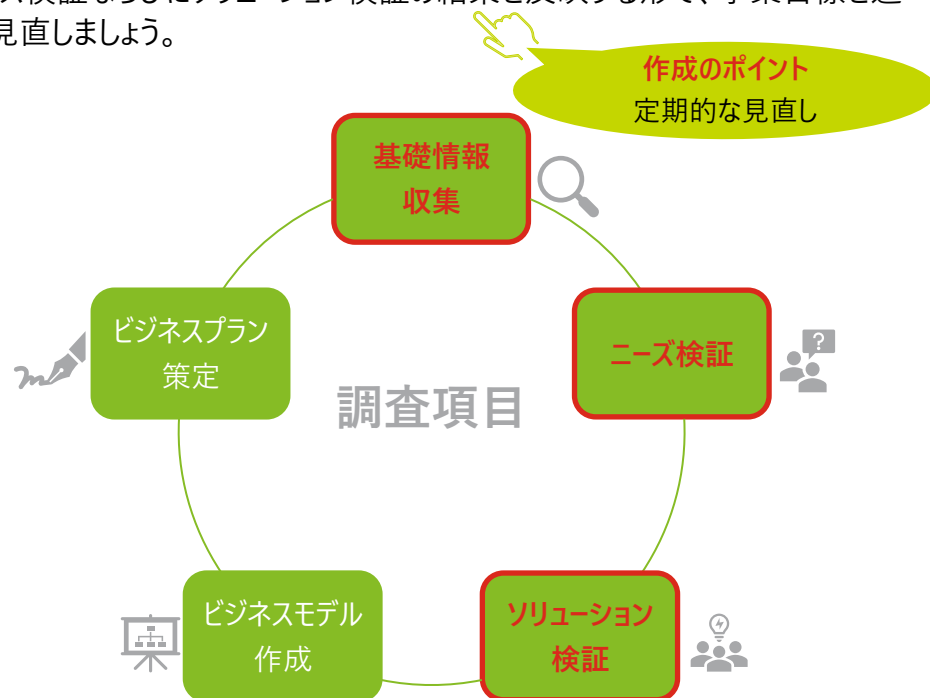 見直しましょう。
作成のポイント
定期的な見直し
基礎情報
収集
ビジネスプラン
策定
ニーズ検証
?
調査項目
ビジネスモデル
作成
ソリューション
検証